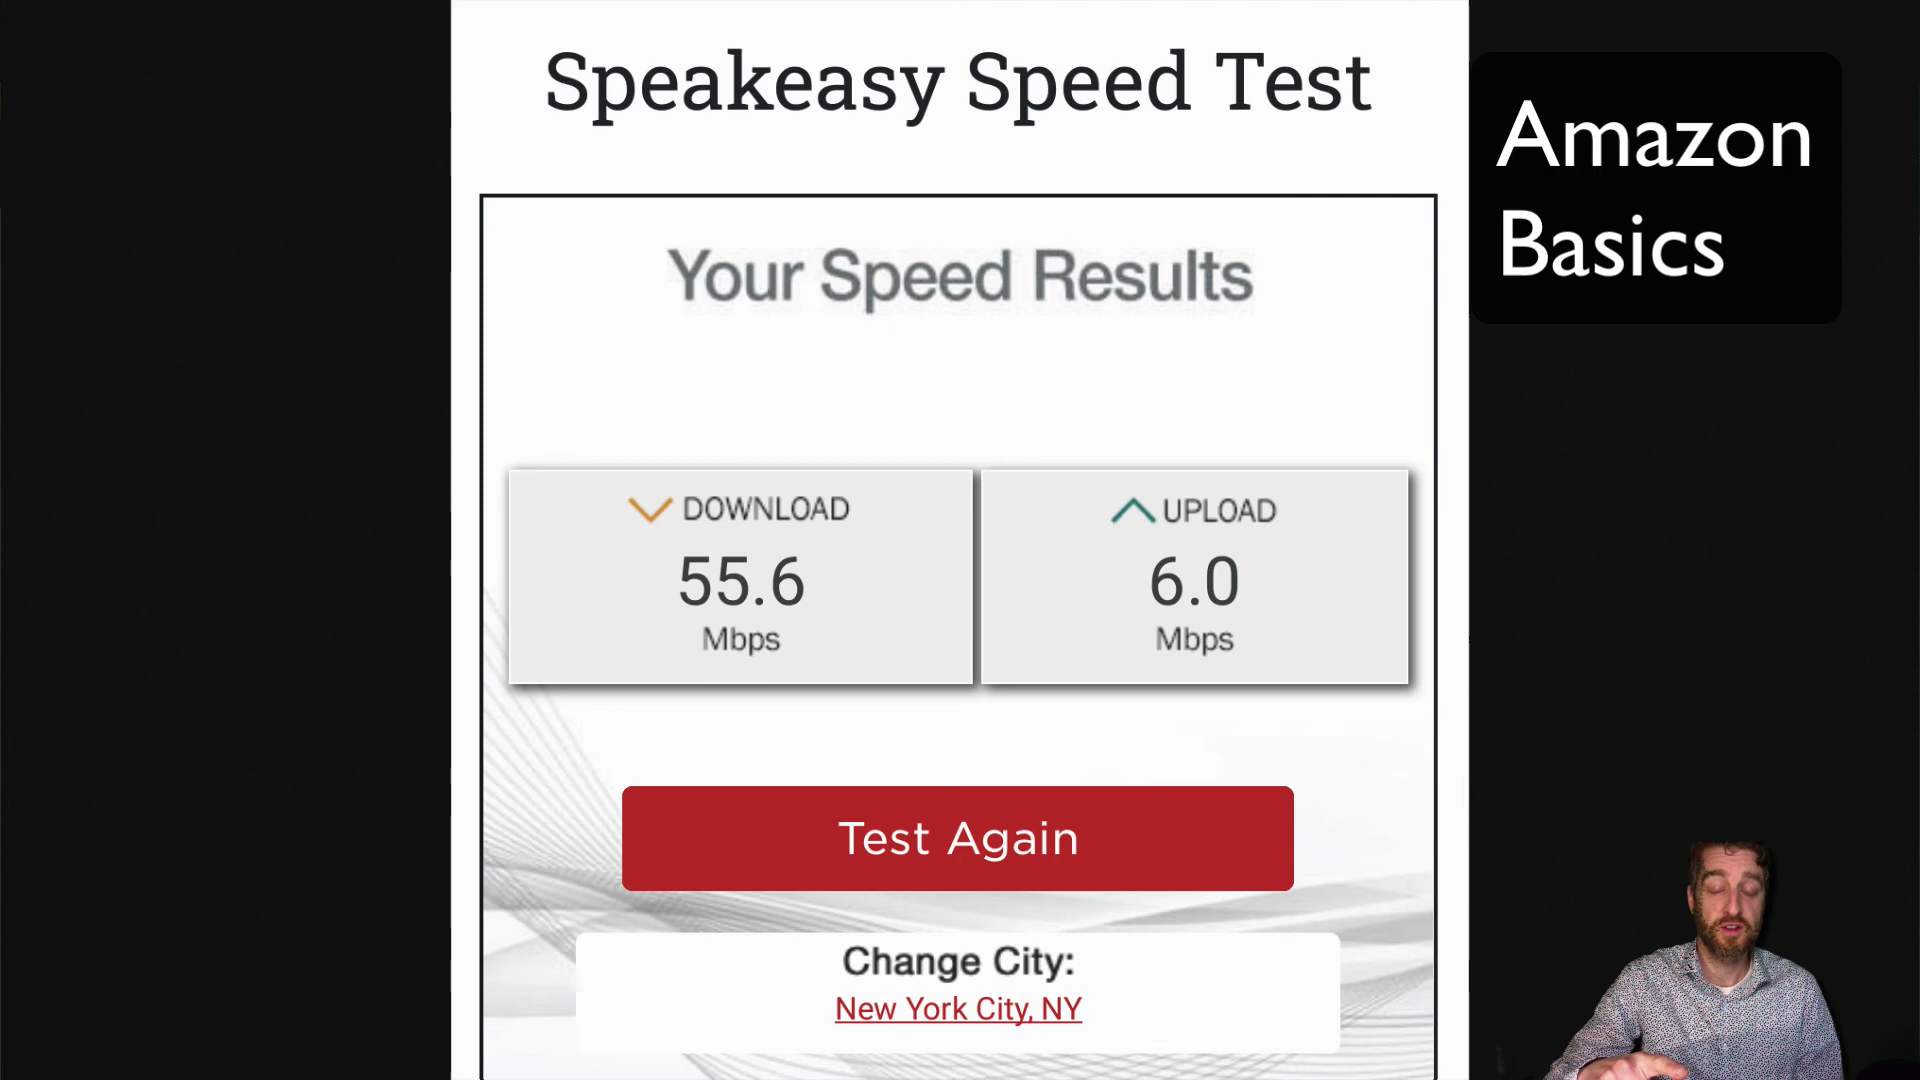 Speakeasy Speed Test
Amazon
Basics
Your Speed Results
DOWNLOAD
55.6
Mbps
UPLOAD
6.0
Mbps
Test Again
Change City:
New York City, NY